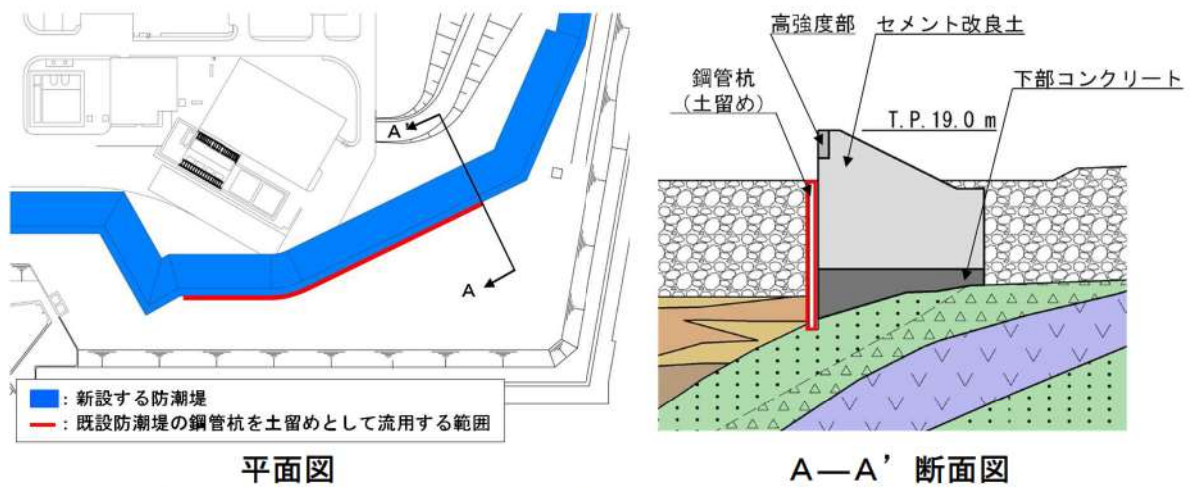 A'
A
：新設する防潮堤
：既設防潮堤の鋼管杭を土留めとして流用する範囲
平面図
高強度部
セメント改良土
鋼管杭
（土留め）
下部コンクリート
T.P.19.0 m
A―A’断面図